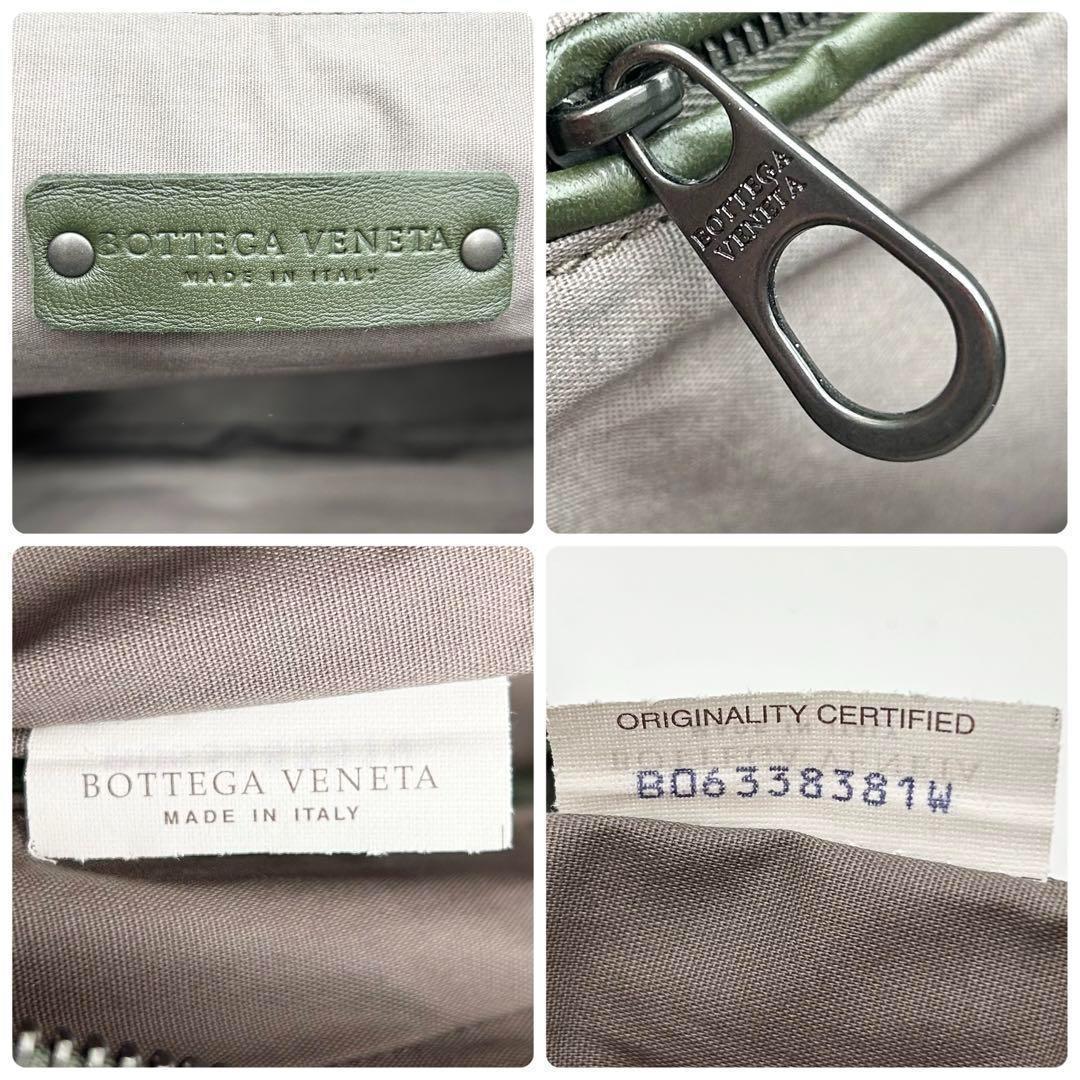 BOTTEGA VENETA
MADE IN ITALY
BOTTEGA
VENETA
BOTTEGA VENETA
MADE IN ITALY
ORIGINALITY CERTIFIED
B06338381W